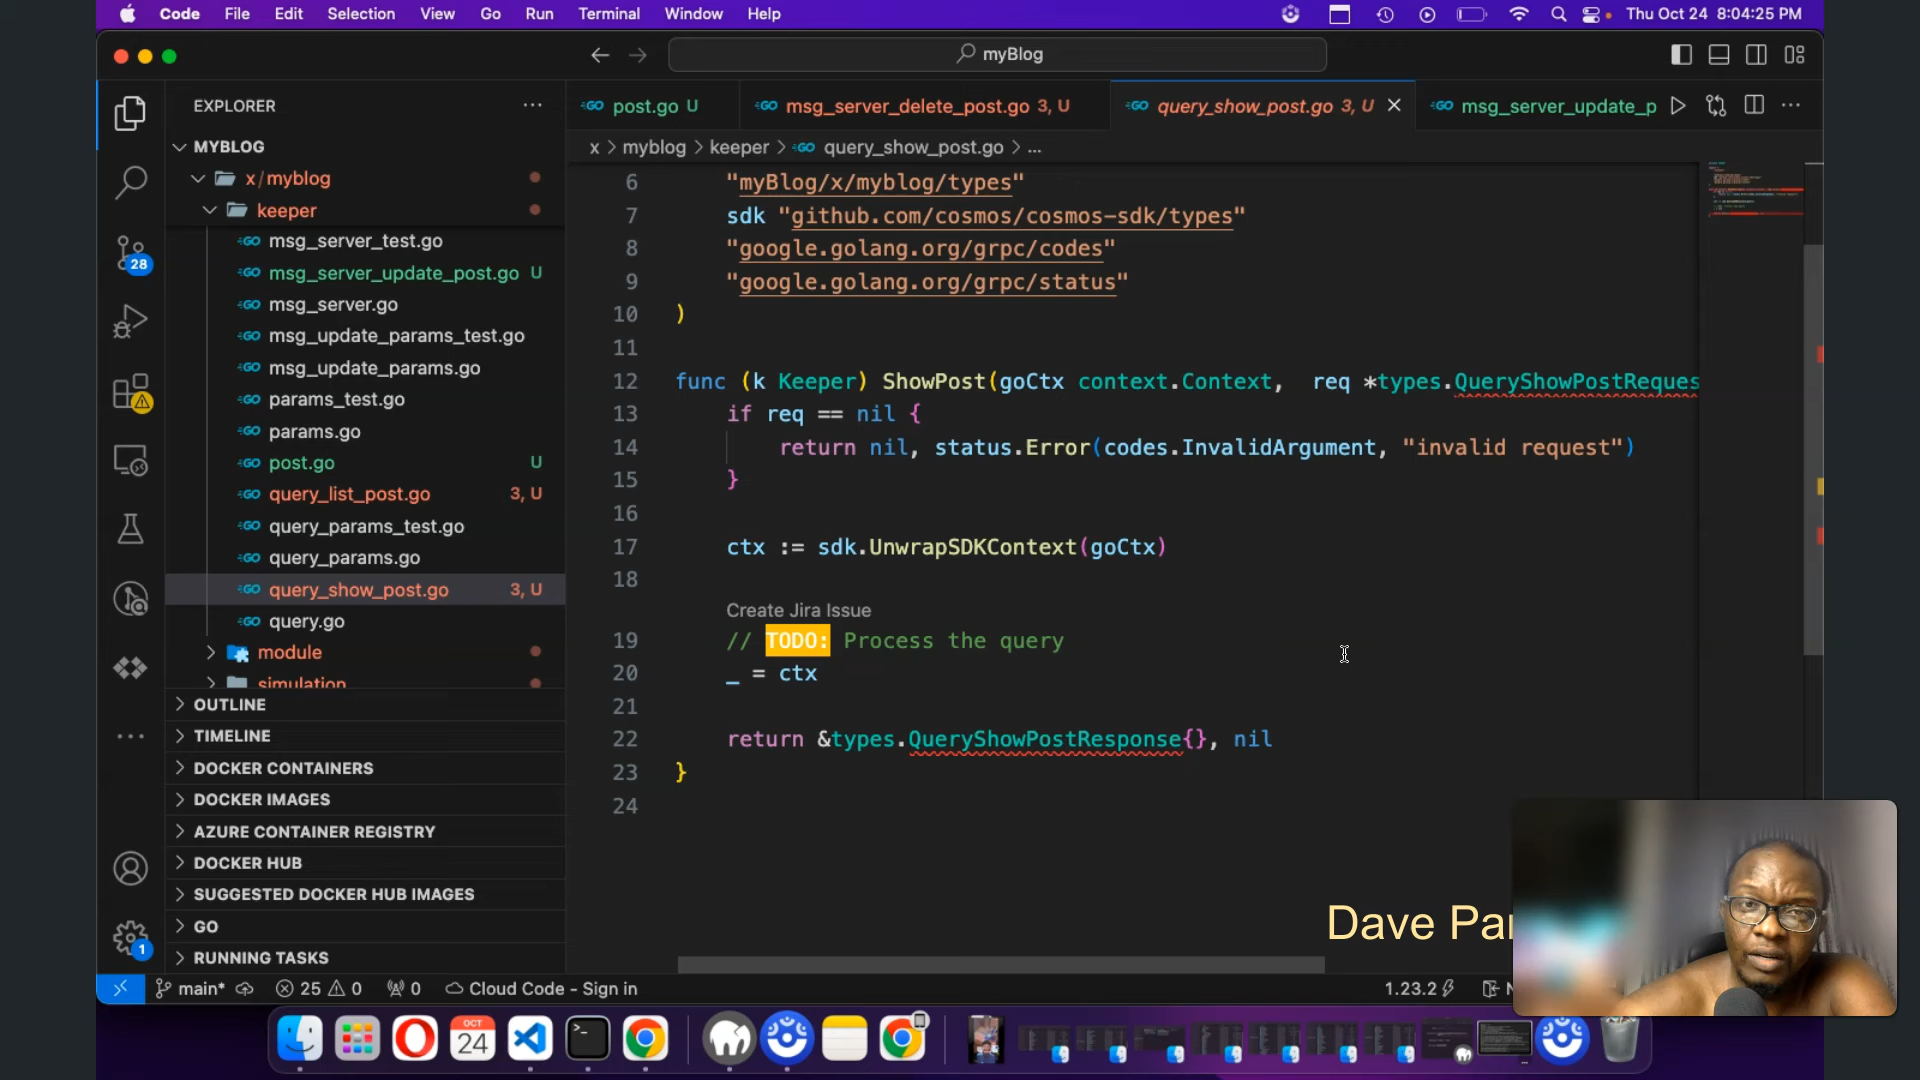 Code File Edit Selection View Go Run Terminal Window Help Thu Oct 24 8:04:25 PM
myBlog
EXPLORER
post.go U
msg_server_delete_post.go 3, U
query_show_post.go 3, U
msg_server_update_p
MYBLOG
x / myblog
keeper
msg_server_test.go
msg_server_update_post.go U
msg_server.go
msg_update_params_test.go
msg_update_params.go
params_test.go
params.go
post.go U
query_list_post.go 3, U
query_params_test.go
query_params.go
query_show_post.go 3, U
query.go
module
simulation
OUTLINE
TIMELINE
DOCKER CONTAINERS
DOCKER IMAGES
AZURE CONTAINER REGISTRY
DOCKER HUB
SUGGESTED DOCKER HUB IMAGES
GO
RUNNING TASKS
28
1
x > myblog > keeper > query_show_post.go > ...
6 "myBlog/x/myblog/types"
7 sdk "github.com/cosmos/cosmos-sdk/types"
8 "google.golang.org/grpc/codes"
9 "google.golang.org/grpc/status"
10 )
11
12 func (k Keeper) ShowPost(goCtx context.Context,  req *types.QueryShowPostReques
13 if req == nil {
14 return nil, status.Error(codes.InvalidArgument, "invalid request")
15 }
16
17 ctx := sdk.UnwrapSDKContext(goCtx)
18
Create Jira Issue
19 // TODO: Process the query
20 _ = ctx
21
22 return &types.QueryShowPostResponse{}, nil
23 }
24
Dave Pa
main* 25 0 0 Cloud Code - Sign in 1.23.2
OCT
24